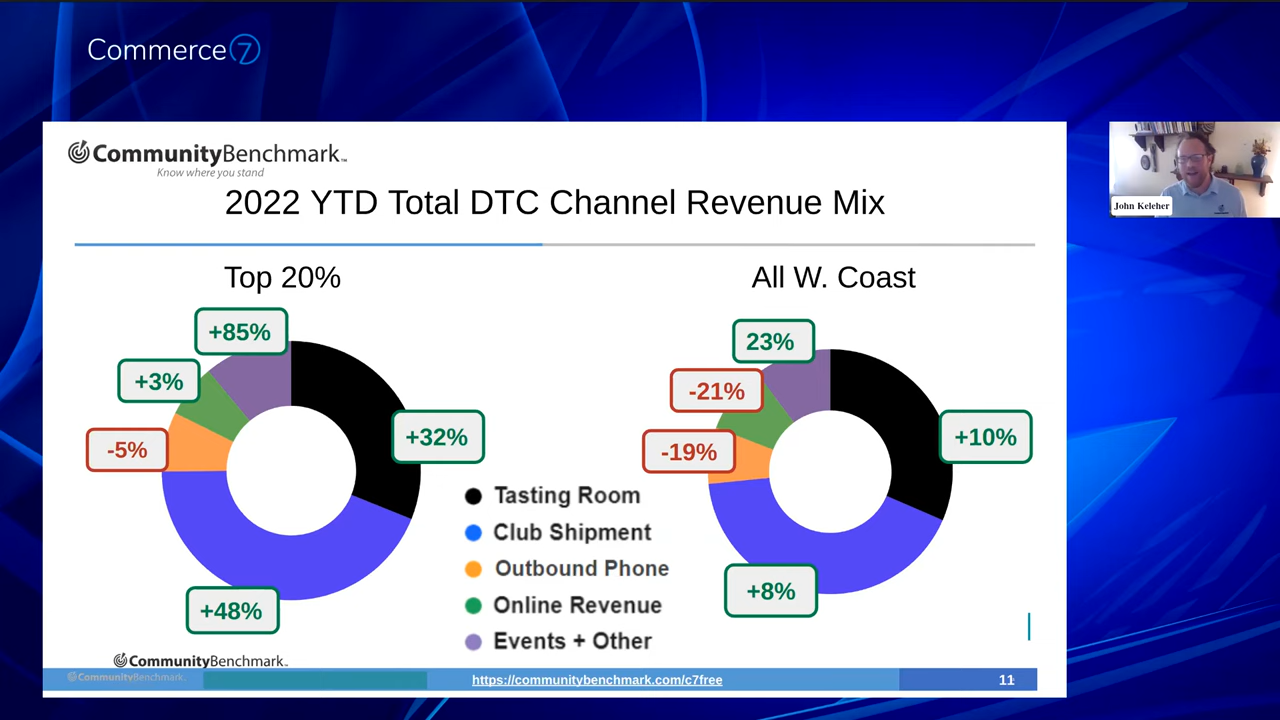 Commerce7
CommunityBenchmark™
Know where you stand
2022 YTD Total DTC Channel Revenue Mix
Top 20%
All W. Coast
+85%
+3%
-5%
+32%
+48%
23%
-21%
-19%
+10%
+8%
Tasting Room
Club Shipment
Outbound Phone
Online Revenue
Events + Other
CommunityBenchmark™
CommunityBenchmark
https://communitybenchmark.com/c7free
11
John Keleher